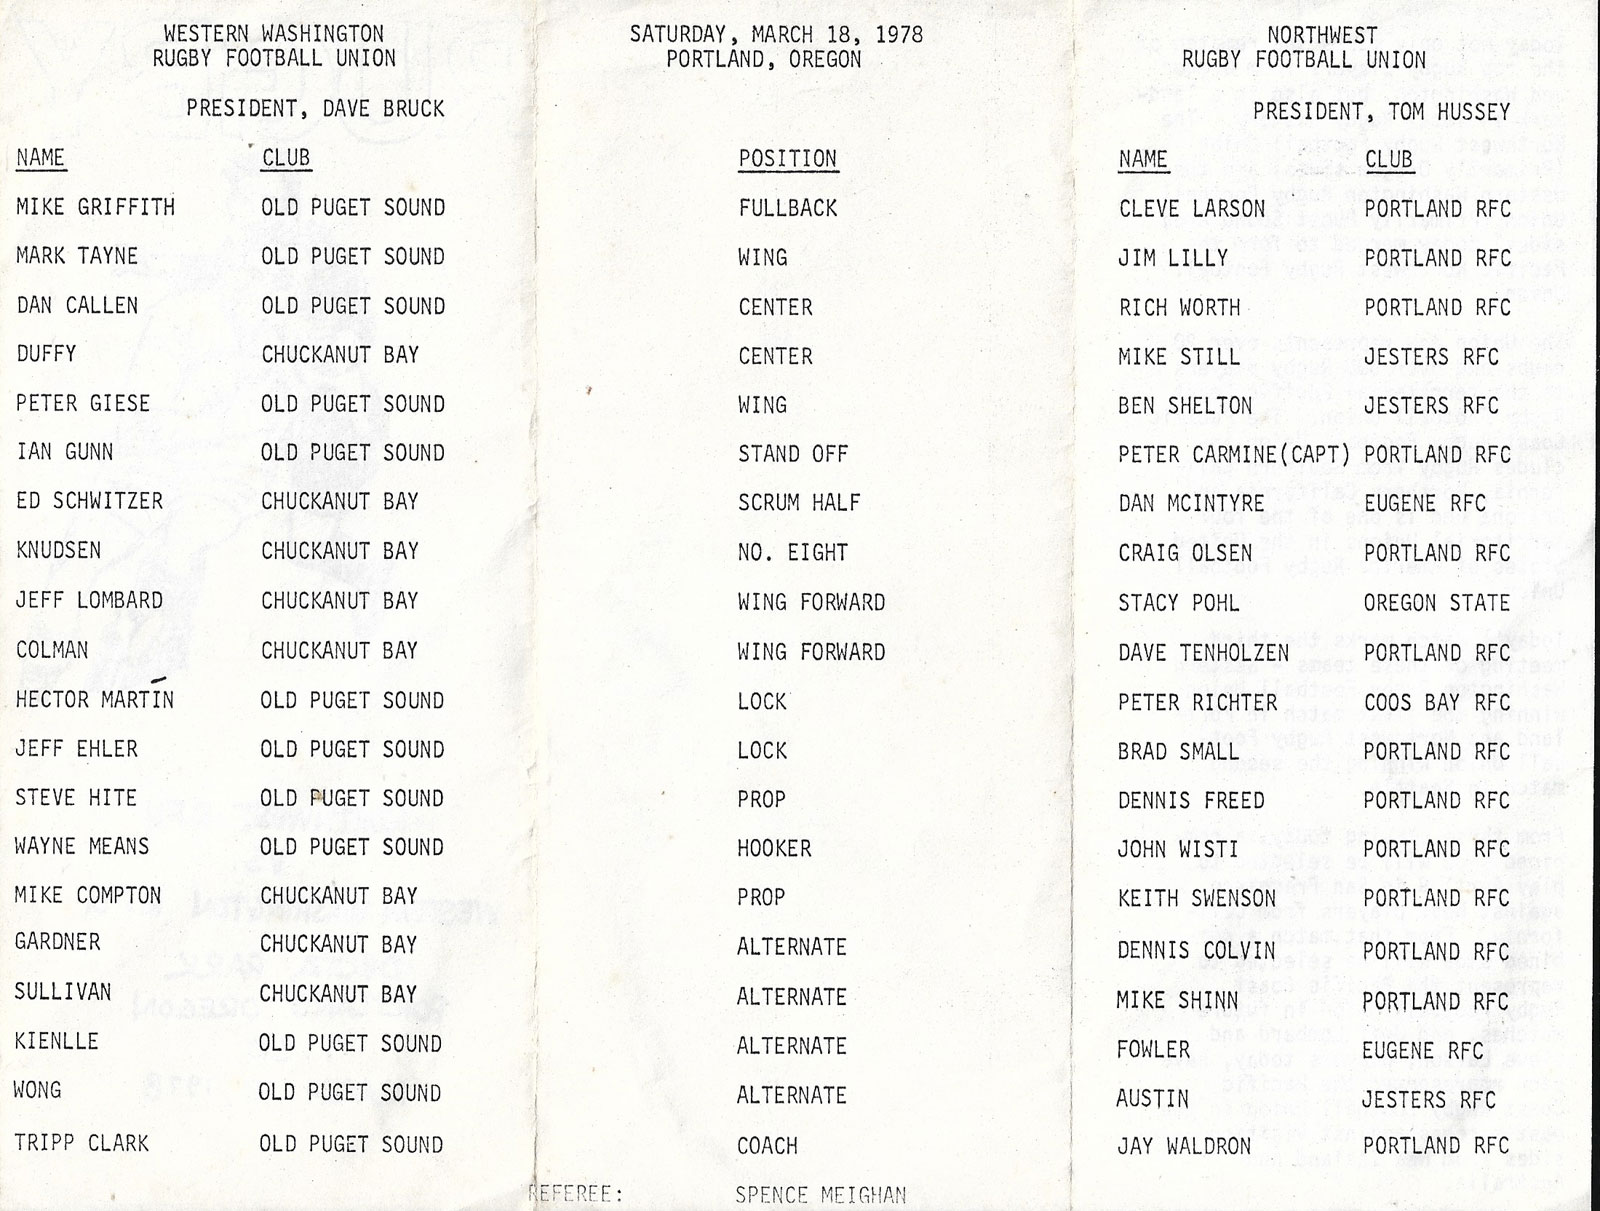 WESTERN WASHINGTON SATURDAY, MARCH 18, 1978 NORTHWEST
RUGBY FOOTBALL UNION PORTLAND, OREGON RUGBY FOOTBALL UNION
PRESIDENT, DAVE BRUCK PRESIDENT, TOM HUSSEY
NAME CLUB POSITION NAME CLUB
MIKE GRIFFITH OLD PUGET SOUND FULLBACK CLEVE LARSON PORTLAND RFC
MARK TAYNE OLD PUGET SOUND WING JIM LILLY PORTLAND RFC
DAN CALLEN OLD PUGET SOUND CENTER RICH WORTH PORTLAND RFC
DUFFY CHUCKANUT BAY CENTER MIKE STILL JESTERS RFC
PETER GIESE OLD PUGET SOUND WING BEN SHELTON JESTERS RFC
IAN GUNN OLD PUGET SOUND STAND OFF PETER CARMINE(CAPT) PORTLAND RFC
ED SCHWITZER CHUCKANUT BAY SCRUM HALF DAN MCINTYRE EUGENE RFC
KNUDSEN CHUCKANUT BAY NO. EIGHT CRAIG OLSEN PORTLAND RFC
JEFF LOMBARD CHUCKANUT BAY WING FORWARD STACY POHL OREGON STATE
COLMAN CHUCKANUT BAY WING FORWARD DAVE TENHOLZEN PORTLAND RFC
HECTOR MARTÍN OLD PUGET SOUND LOCK PETER RICHTER COOS BAY RFC
JEFF EHLER OLD PUGET SOUND LOCK BRAD SMALL PORTLAND RFC
STEVE HITE OLD PUGET SOUND PROP DENNIS FREED PORTLAND RFC
WAYNE MEANS OLD PUGET SOUND HOOKER JOHN WISTI PORTLAND RFC
MIKE COMPTON CHUCKANUT BAY PROP KEITH SWENSON PORTLAND RFC
GARDNER CHUCKANUT BAY ALTERNATE DENNIS COLVIN PORTLAND RFC
SULLIVAN CHUCKANUT BAY ALTERNATE MIKE SHINN PORTLAND RFC
KIENLLE OLD PUGET SOUND ALTERNATE FOWLER EUGENE RFC
WONG OLD PUGET SOUND ALTERNATE AUSTIN JESTERS RFC
TRIPP CLARK OLD PUGET SOUND COACH JAY WALDRON PORTLAND RFC
REFEREE: SPENCE MEIGHAN